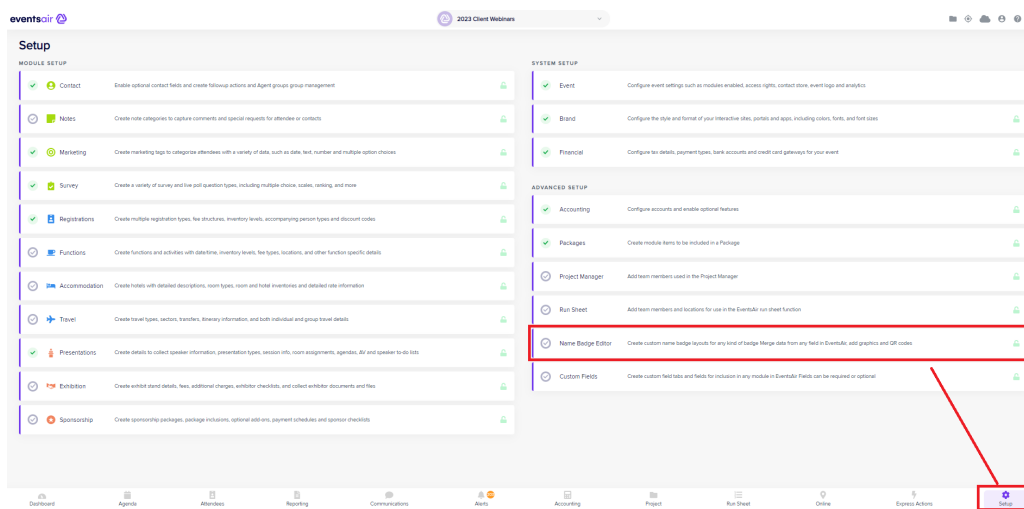 eventsair
2023 Client Webinars
Setup
MODULE SETUP
Contact Enable optional contact fields and create followup actions and Agent groups group management
Notes Create note categories to capture comments and special requests for attendee or contacts
Marketing Create marketing tags to categorize attendees with a variety of data, such as date, text, number and multiple option choices
Survey Create a variety of survey and live poll question types, including multiple choice, scales, ranking, and more
Registrations Create multiple registration types, fee structures, inventory levels, accompanying person types and discount codes
Functions Create functions and activities with date/time, inventory levels, fee types, locations, and other function specific details
Accommodation Create hotels with detailed descriptions, room types, room and hotel inventories and detailed rate information
Travel Create travel types, sectors, transfers, itinerary information, and both individual and group travel details
Presentations Create details to collect speaker information, presentation types, session info, room assignments, agendas, AV and speaker to-do lists
Exhibition Create exhibit stand details, fees, additional charges, exhibitor checklists, and collect exhibitor documents and files
Sponsorship Create sponsorship packages, package inclusions, optional add-ons, payment schedules and sponsor checklists
SYSTEM SETUP
Event Configure event settings such as modules enabled, access rights, contact store, event logo and analytics
Brand Configure the style and format of your Interactive sites, portals and apps, including colors, fonts, and font sizes
Financial Configure tax details, payment types, bank accounts and credit card gateways for your event
ADVANCED SETUP
Accounting Configure accounts and enable optional features
Packages Create module items to be included in a Package
Project Manager Add team members used in the Project Manager
Run Sheet Add team members and locations for use in the EventsAir run sheet function
Name Badge Editor Create custom name badge layouts for any kind of badge Merge data from any field in EventsAir, add graphics and QR codes
Custom Fields Create custom field tabs and fields for inclusion in any module in EventsAir Fields can be required or optional
Dashboard Agenda Attendees Reporting Communications Alerts Accounting Project Run Sheet Online Express Actions Setup